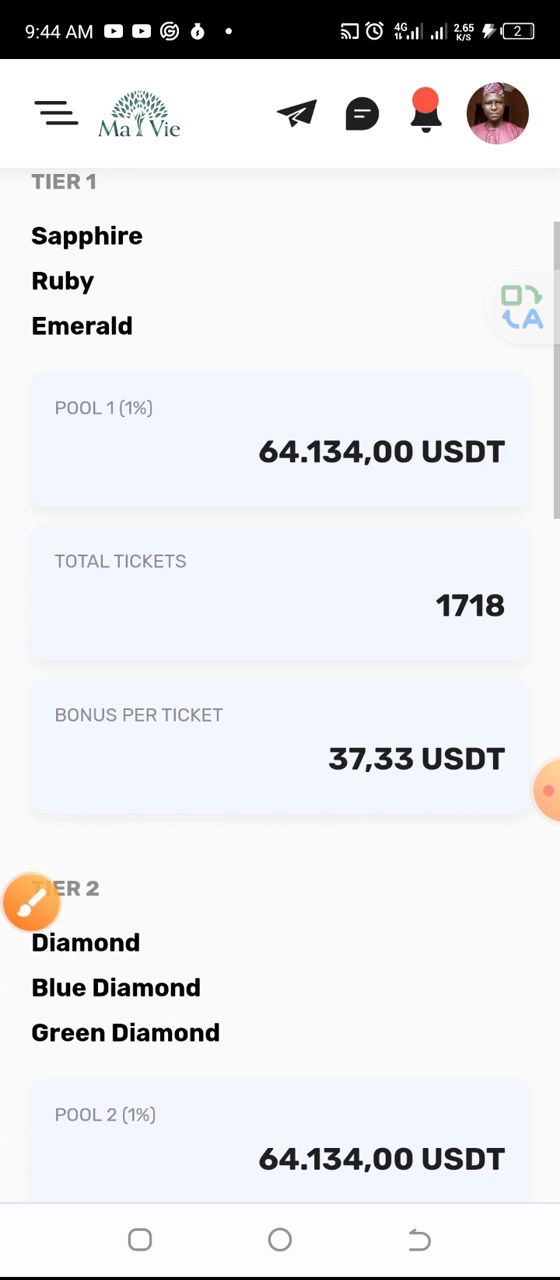 9:44 AM
4G
2.65
K/S
2
Ma Vie
TIER 1
Sapphire
Ruby
Emerald
A
POOL 1 (1%)
64.134,00 USDT
TOTAL TICKETS
1718
BONUS PER TICKET
37,33 USDT
TIER 2
Diamond
Blue Diamond
Green Diamond
POOL 2 (1%)
64.134,00 USDT